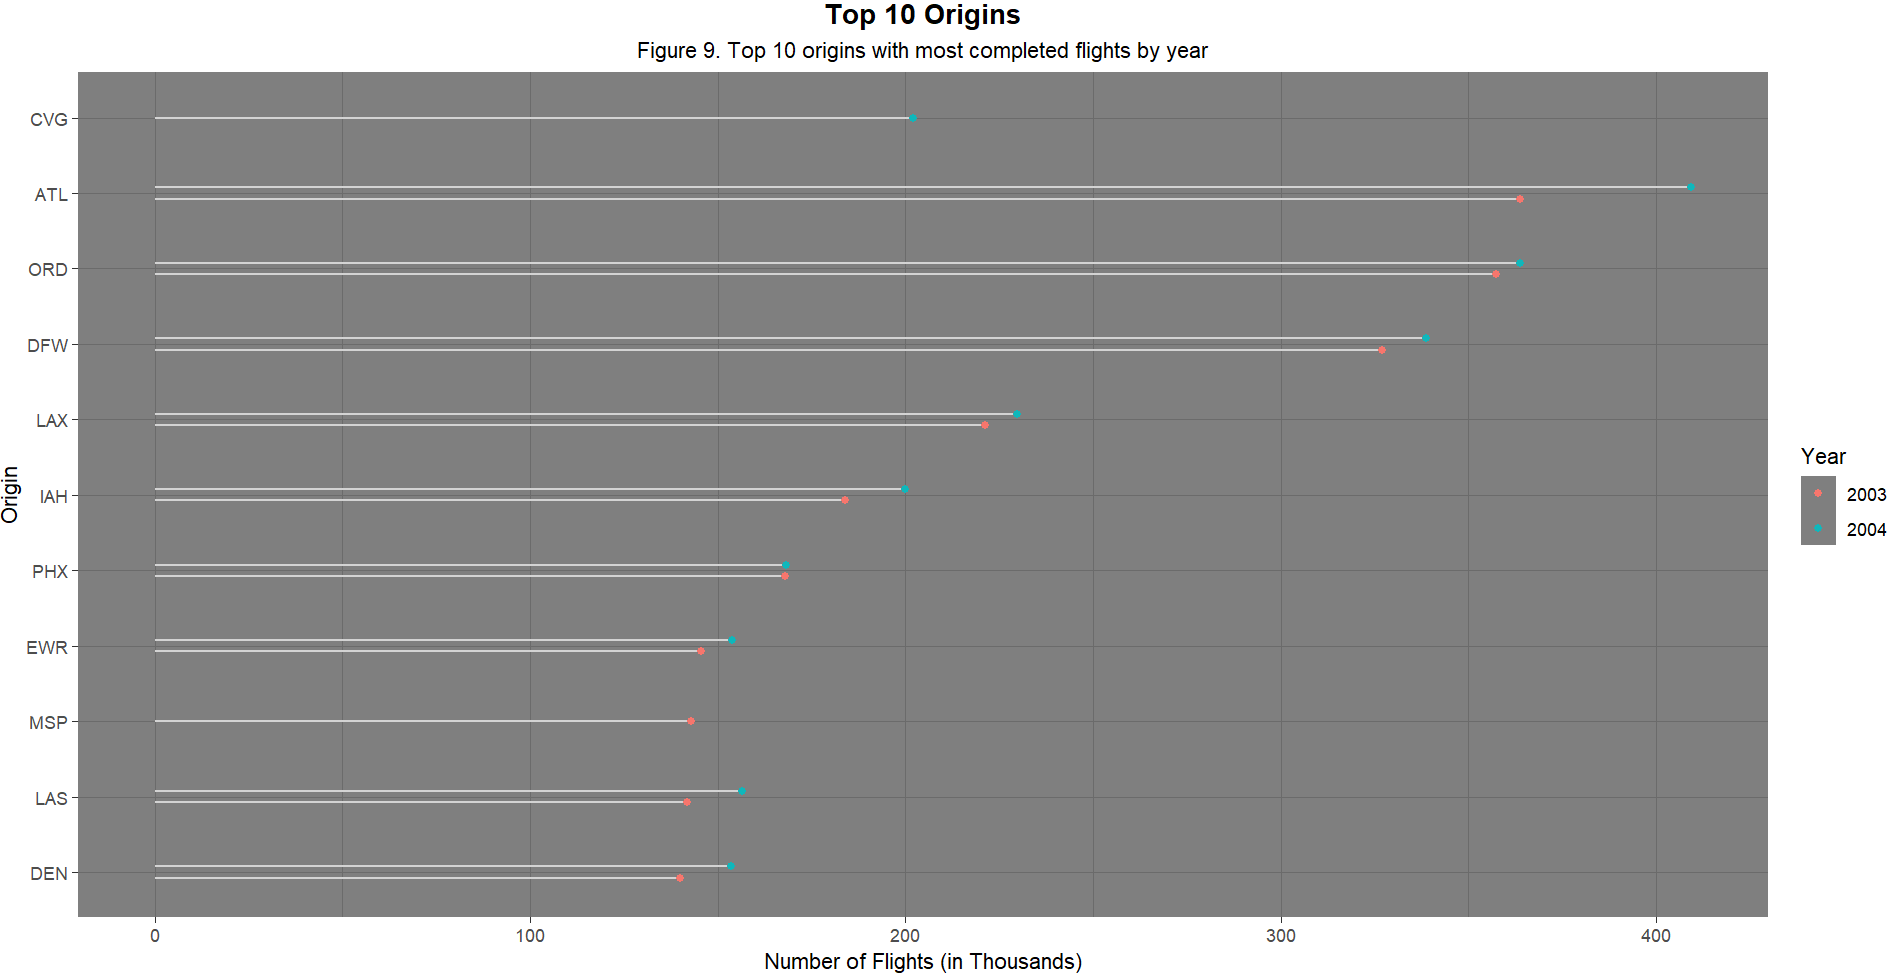 Top 10 Origins
Figure 9. Top 10 origins with most completed flights by year
Origin
CVG
ATL
ORD
DFW
LAX
IAH
PHX
EWR
MSP
LAS
DEN
0 100 200 300 400
Number of Flights (in Thousands)
Year
2003
2004